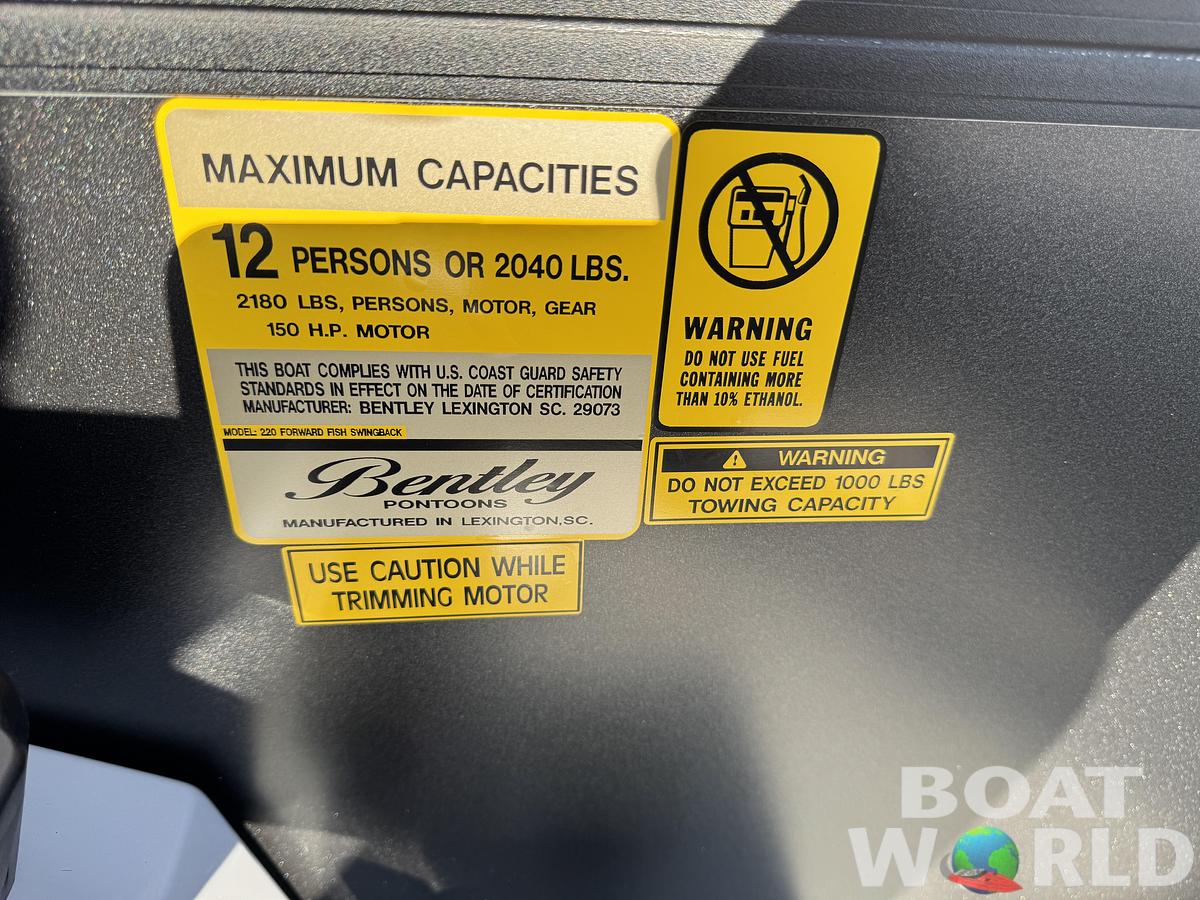 MAXIMUM CAPACITIES
12 PERSONS OR 2040 LBS.
2180 LBS, PERSONS, MOTOR, GEAR
150 H.P. MOTOR
THIS BOAT COMPLIES WITH U.S. COAST GUARD SAFETY
STANDARDS IN EFFECT ON THE DATE OF CERTIFICATION
MANUFACTURER: BENTLEY LEXINGTON SC. 29073
MODEL: 220 FORWARD FISH SWINGBACK
Bentley
PONTOONS
MANUFACTURED IN LEXINGTON,SC.
WARNING
DO NOT USE FUEL
CONTAINING MORE
THAN 10% ETHANOL.
WARNING
DO NOT EXCEED 1000 LBS
TOWING CAPACITY
USE CAUTION WHILE
TRIMMING MOTOR
BOAT
WORLD